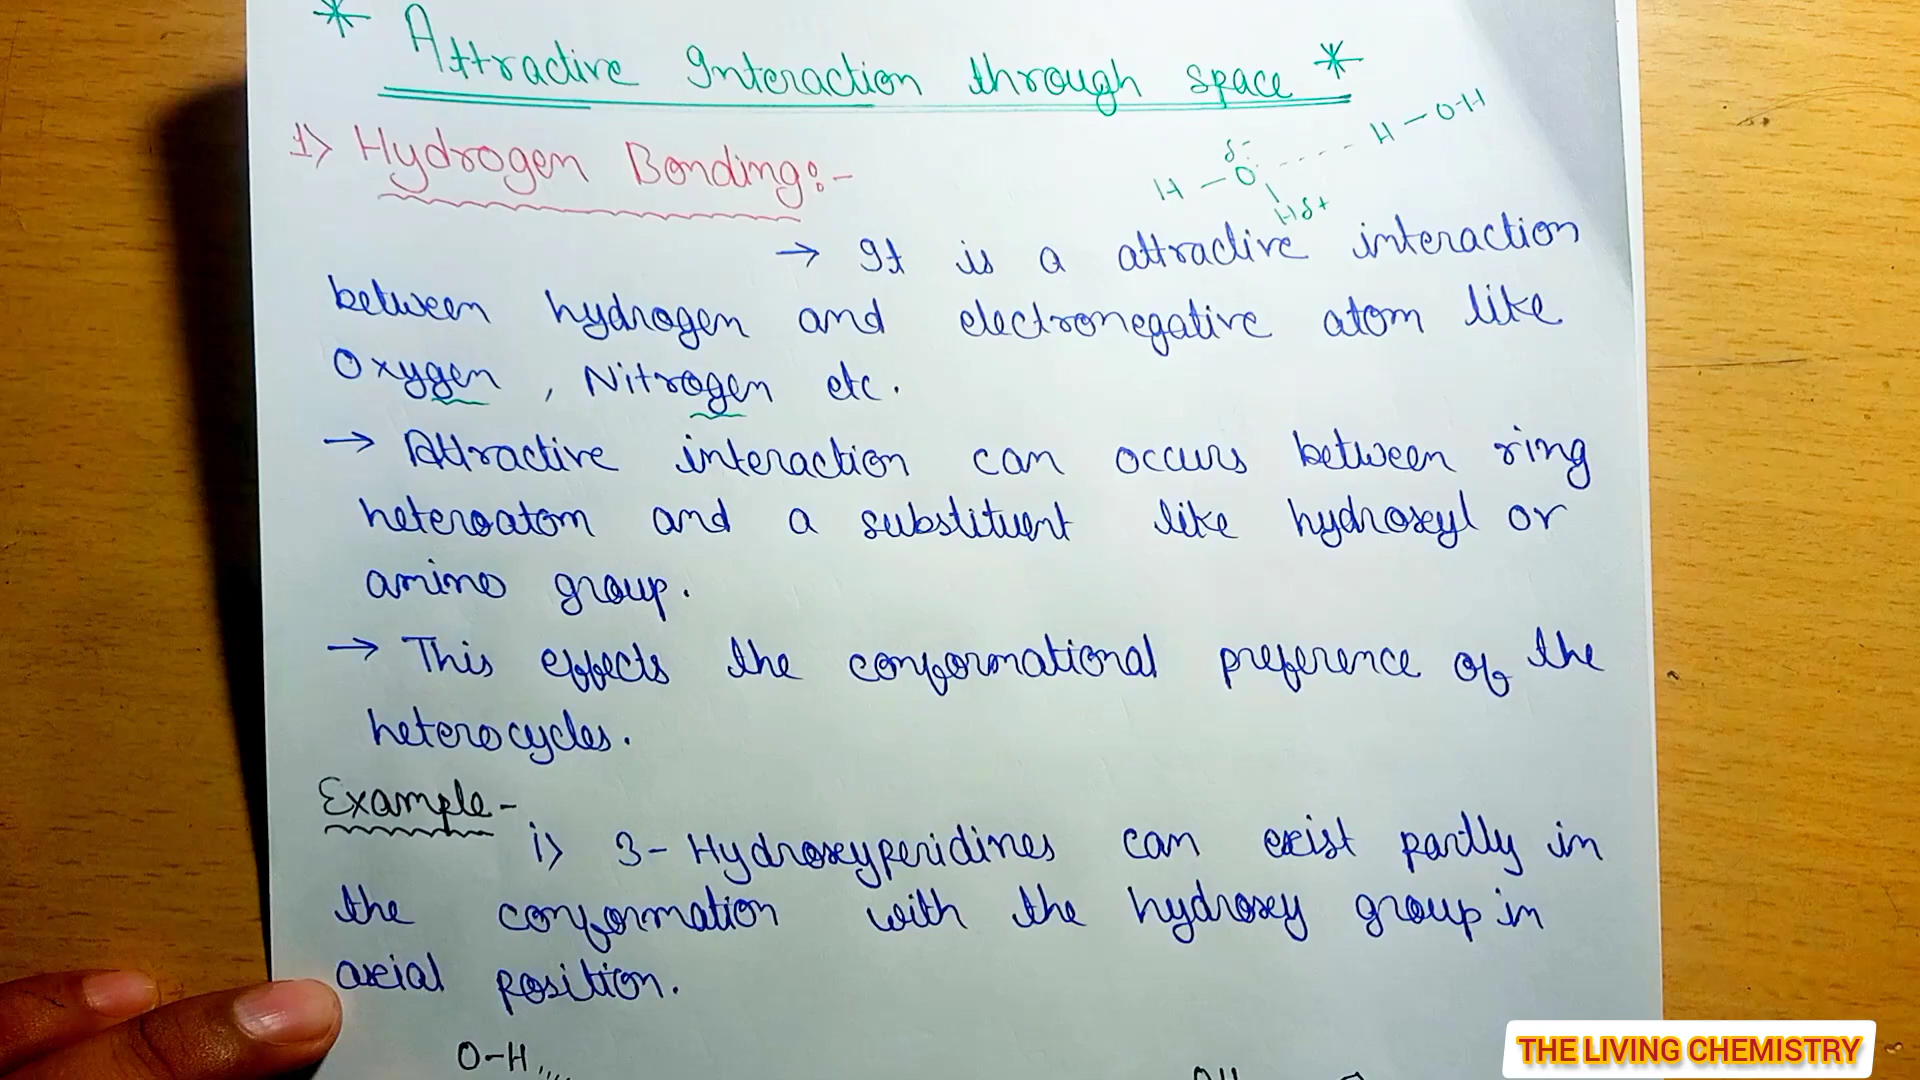 * Attractive Interaction through space *
δ-
H - O ---- H - O-H
Hδ+
1) Hydrogen Bonding:-
→ It is a attractive interaction
between hydrogen and electronegative atom like
Oxygen, Nitrogen etc.
→ Attractive interaction can occurs between ring
heteroatom and a substituent like hydroxyl or
amino group.
→ This effects the conformational preference of the
heterocycles.
Example -
i) 3-Hydroxyperidines can exist partly in
the conformation with the hydroxy group in
axial position.
O-H
THE LIVING CHEMISTRY